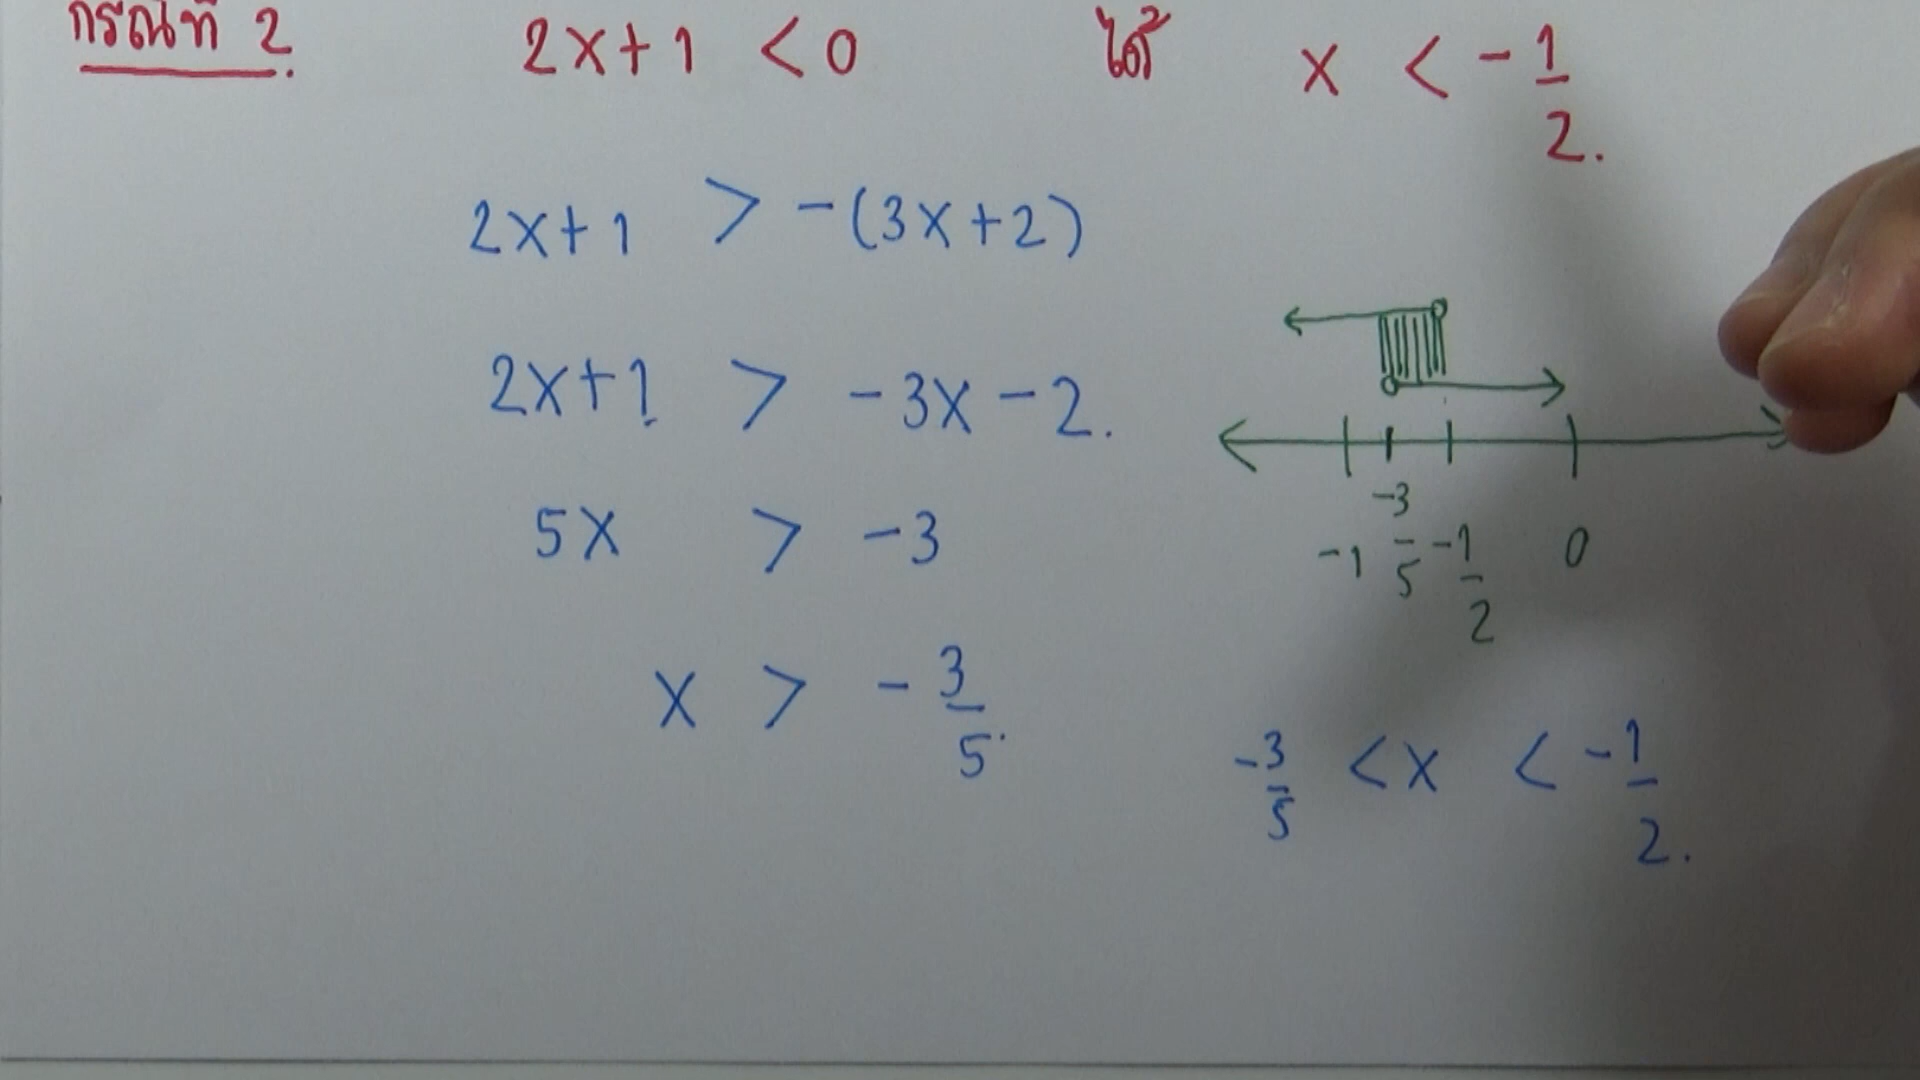 กรณีที่ 2. 2x+1 < 0 ได้ x < -1/2.
2x+1 > -(3x+2)
2x+1 > -3x-2.
5x > -3
x > -3/5.
-1 -3/5 -1/2 0
-3/5 < x < -1/2.